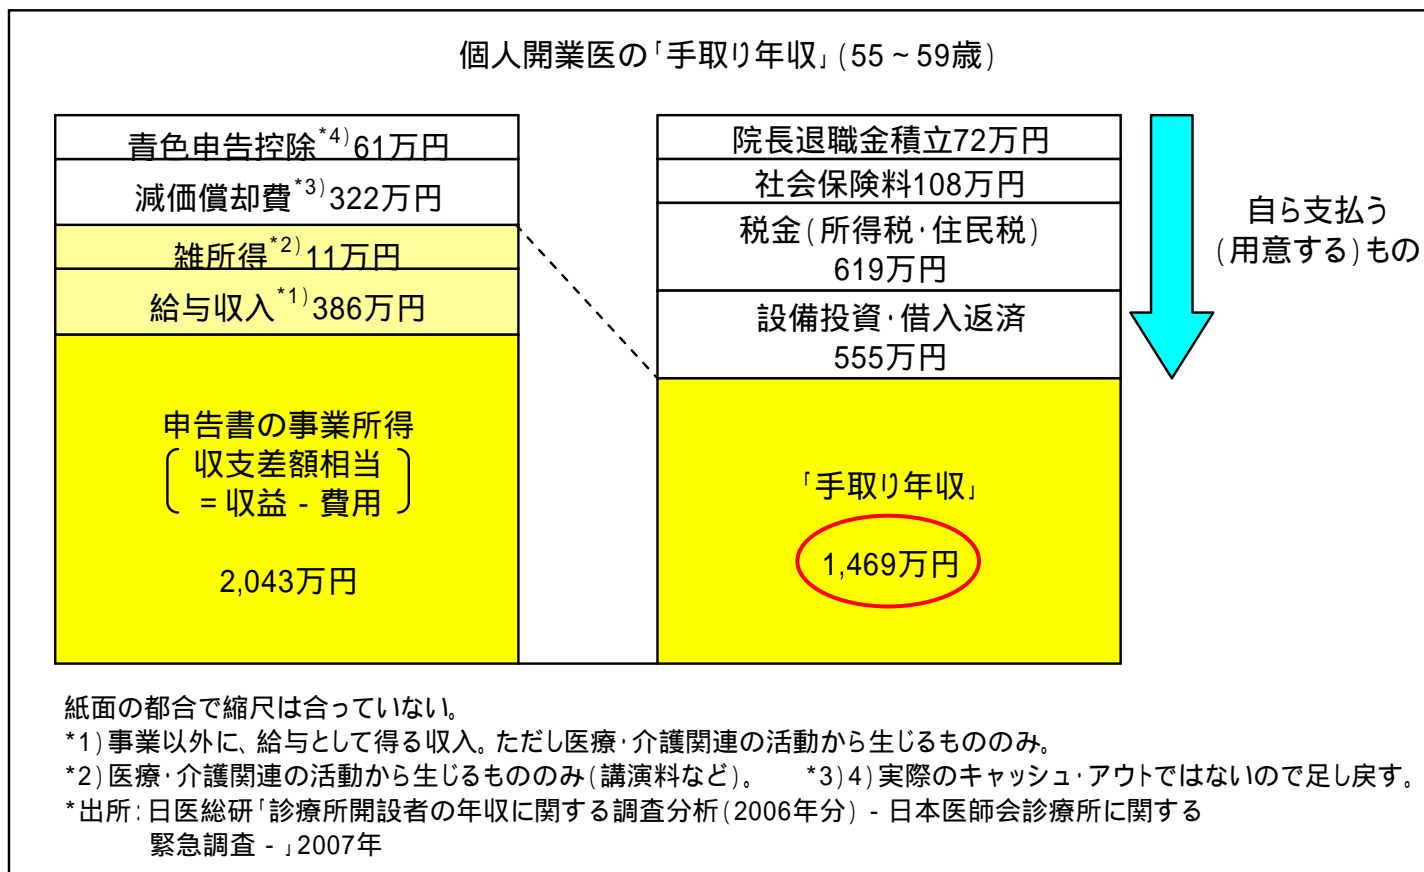 個人開業医の「手取り年収」(55~59歳)
青色申告控除*4)61万円
減価償却費*3)322万円
雑所得*2)11万円
給与収入*1)386万円
申告書の事業所得
収支差額相当
=収益-費用
2,043万円
院長退職金積立72万円
社会保険料108万円
税金(所得税・住民税)
619万円
設備投資・借入返済
555万円
「手取り年収」
1,469万円
自ら支払う
(用意する)もの
紙面の都合で縮尺は合っていない。
*1)事業以外に、給与として得る収入。ただし医療・介護関連の活動から生じるもののみ。
*2)医療・介護関連の活動から生じるもののみ(講演料など)。 *3)4)実際のキャッシュ・アウトではないので足し戻す。
*出所:日医総研「診療所開設者の年収に関する調査分析(2006年分) - 日本医師会診療所に関する
緊急調査 - 」2007年